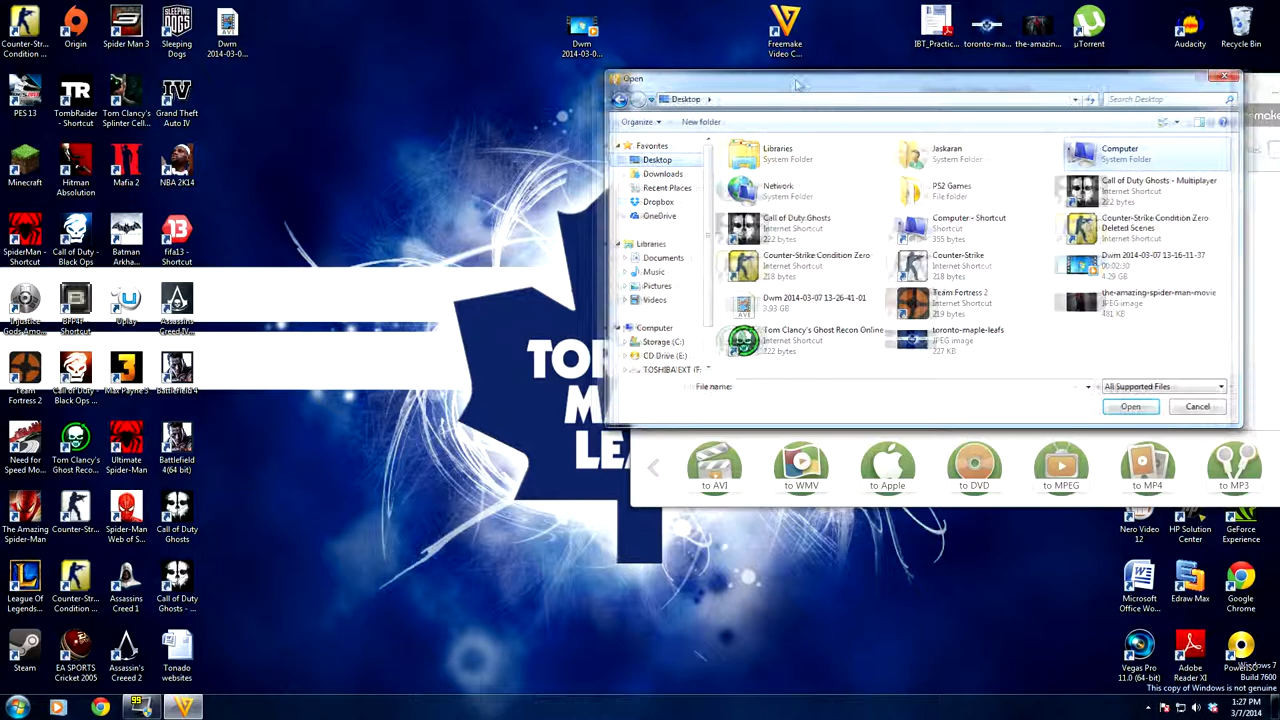 Counter-Str...
Condition ...
Origin
Spider Man 3
Sleeping
Dogs
Dwm
2014-03-0...
Dwm
2014-03-0...
Freemake
Video C...
IBT_Practic...
toronto-ma...
the-amazin...
µTorrent
Audacity
Recycle Bin
PES 13
TombRaider
- Shortcut
Tom Clancy's
Splinter Cell...
Grand Theft
Auto IV
Minecraft
Hitman
Absolution
Mafia 2
NBA 2K14
SpiderMan
- Shortcut
Call of Duty
- Black Ops
Batman
Arkha...
fifa13 -
Shortcut
Injustice
Gods Amo...
Shortcut
Uplay
Assassins
Team
Fortress 2
Call of Duty
Black Ops ...
Max Payne 3
Battlefield 4
Need for
Speed Mo...
Tom Clancy's
Ghost Reco...
Ultimate
Spider-Man
Battlefield
4(64 bit)
The Amazing
Spider-Man
Counter-Str...
Spider-Man
Web of S...
Call of Duty
Ghosts
League Of
Legends...
Counter-Str...
Condition ...
Assassins
Creed 1
Call of Duty
Ghosts - ...
Steam
EA SPORTS
Cricket 2005
Assassin's
Creeed 2
Tonado
websites
Open
Desktop
Search Desktop
Organize
New folder
Favorites
Desktop
Downloads
Recent Places
Dropbox
OneDrive
Libraries
Documents
Music
Pictures
Videos
Computer
Storage (C:)
CD Drive (E:)
TOSHIBA EXT (F:
Libraries
System Folder
Jaskaran
System Folder
Computer
System Folder
Network
System Folder
PS2 Games
File folder
Call of Duty Ghosts - Multiplayer
Internet Shortcut
222 bytes
Call of Duty Ghosts
Internet Shortcut
222 bytes
Computer - Shortcut
Shortcut
355 bytes
Counter-Strike Condition Zero
Deleted Scenes
Internet Shortcut
Counter-Strike Condition Zero
Internet Shortcut
218 bytes
Counter-Strike
Internet Shortcut
218 bytes
Dwm 2014-03-07 13-16-11-37
00:02:30
4.29 GB
Dwm 2014-03-07 13-26-41-01
3.93 GB
Team Fortress 2
Internet Shortcut
219 bytes
the-amazing-spider-man-movie
JPEG image
481 KB
Tom Clancy's Ghost Recon Online
Internet Shortcut
222 bytes
toronto-maple-leafs
JPEG image
227 KB
File name:
All Supported Files
Open
Cancel
to AVI
to WMV
to Apple
to DVD
to MPEG
to MP4
to MP3
Nero Video
12
HP Solution
Center
GeForce
Experience
Microsoft
Office Wo...
Edraw Max
Google
Chrome
Vegas Pro
11.0 (64-bit)
Adobe
Reader XI
PowerISO
Windows 7
Build 7600
This copy of Windows is not genuine
99
1:27 PM
3/7/2014